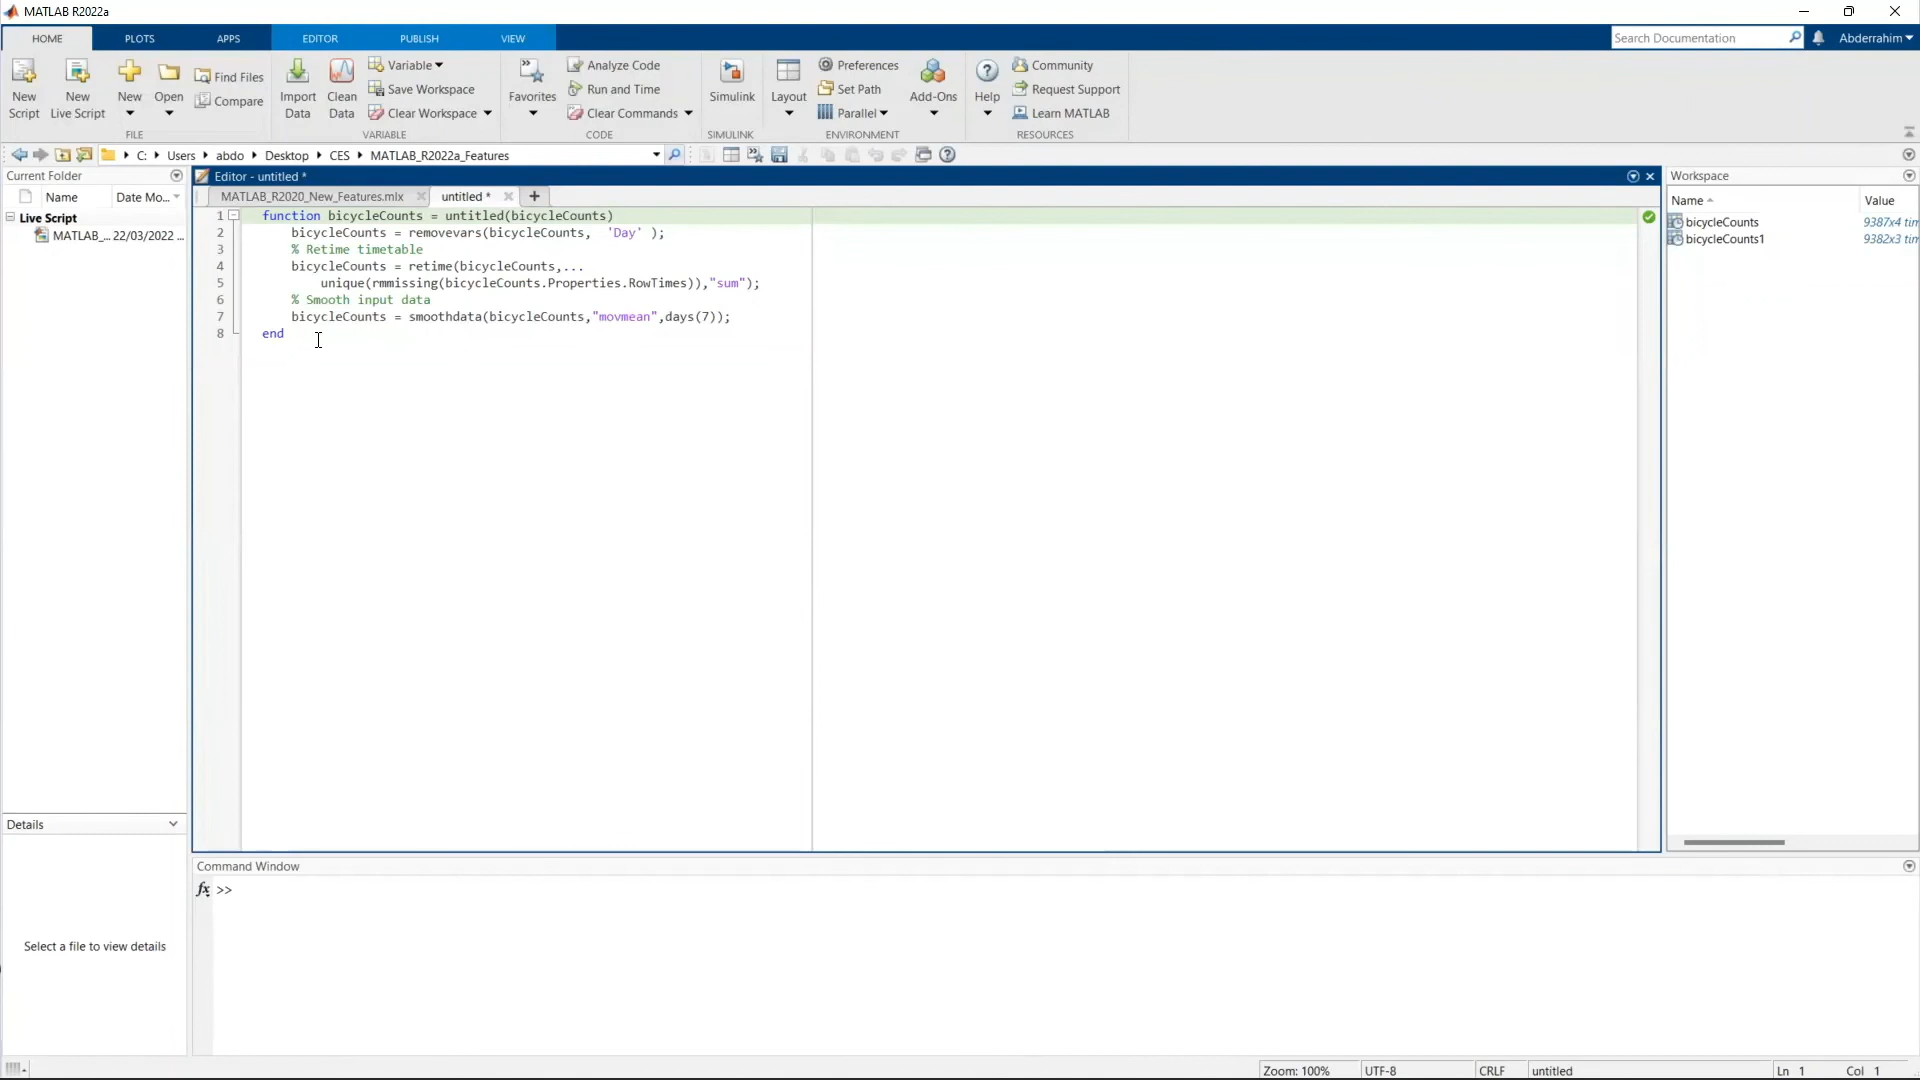 MATLAB R2022a
HOME PLOTS APPS EDITOR PUBLISH VIEW Search Documentation Abderrahim
New Script
New Live Script
New
Open
Find Files
Compare
FILE
Import Data
Clean Data
Variable
Save Workspace
Clear Workspace
VARIABLE
Favorites
Analyze Code
Run and Time
Clear Commands
CODE
Simulink
SIMULINK
Layout
Preferences
Set Path
Parallel
Add-Ons
ENVIRONMENT
Help
Community
Request Support
Learn MATLAB
RESOURCES
C: Users abdo Desktop CES MATLAB_R2022a_Features
Current Folder
Name Date Mo...
Live Script
MATLAB_... 22/03/2022 ...
Editor - untitled *
MATLAB_R2020_New_Features.mlx untitled * +
1 function bicycleCounts = untitled(bicycleCounts)
2 bicycleCounts = removevars(bicycleCounts, 'Day' );
3 % Retime timetable
4 bicycleCounts = retime(bicycleCounts,...
5 unique(rmmissing(bicycleCounts.Properties.RowTimes)),"sum");
6 % Smooth input data
7 bicycleCounts = smoothdata(bicycleCounts,"movmean",days(7));
8 end
Workspace
Name Value
bicycleCounts 9387x4 tim
bicycleCounts1 9382x3 tim
Details
Select a file to view details
Command Window
fx >>
Zoom: 100% UTF-8 CRLF untitled Ln 1 Col 1